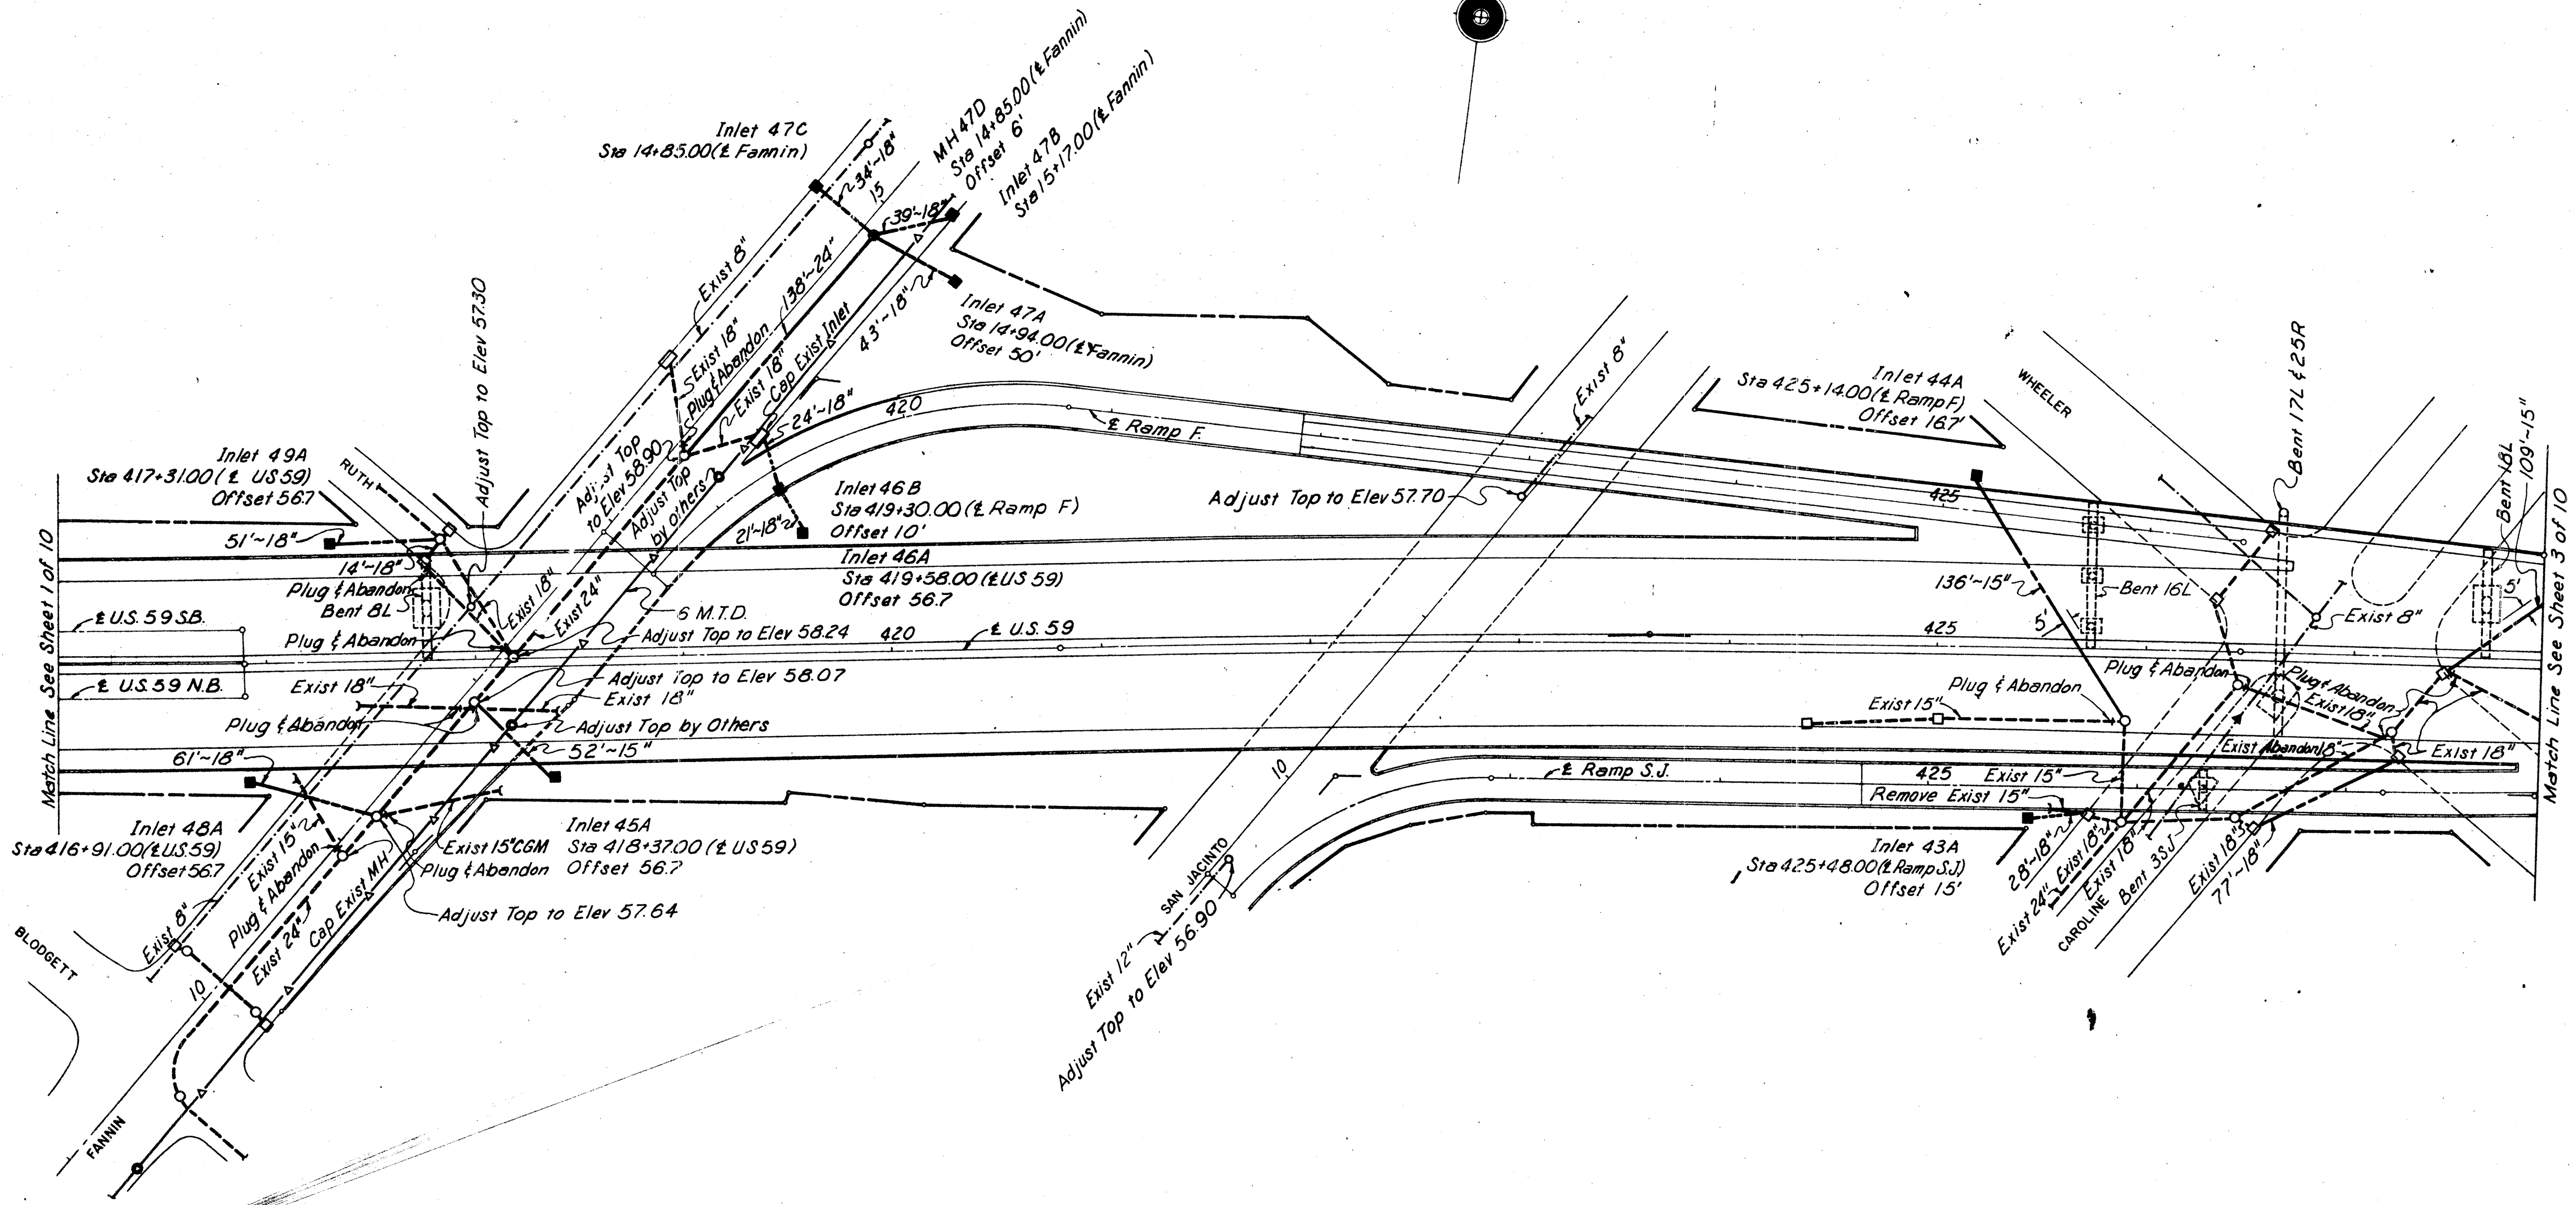 Inlet 47C
Sta 14+85.00(℄ Fannin)
34'~18"
15
MH 47D
Sta 14+85.00(℄ Fannin)
Offset 6'
Inlet 47B
Sta 15+17.00(℄ Fannin)
39'~18"
Exist 8"
138'~24"
Exist 18"
Plug & Abandon
Exist 18"
Cap Exist Inlet
43'~18"
Inlet 47A
Sta 14+94.00(℄ Fannin)
Offset 50'
Adjust Top to Elev 57.30
24'~18"
420
℄ Ramp F.
Exist 8"
Inlet 44A
Sta 425+14.00(℄ Ramp F)
Offset 16.7'
WHEELER
Bent 17L & 25R
Bent 18L
109'~15"
Inlet 49A
Sta 417+31.00 (℄ US 59)
Offset 56.7
RUTH
Adjust Top
to Elev 58.90
Adjust Top
by others
Inlet 46B
Sta 419+30.00 (℄ Ramp F)
Offset 10'
21'~18"
Adjust Top to Elev 57.70
425
51'~18"
14'~18"
Plug & Abandon
Bent 8L
Inlet 46A
Sta 419+58.00 (℄ US 59)
Offset 56.7
Exist 18"
Exist 24"
6 M.T.D.
136'~15"
Bent 16L
5'
5'
Exist 8"
℄ U.S. 59 S.B.
Plug & Abandon
Adjust Top to Elev 58.24
420
℄ U.S. 59
425
Match Line See Sheet 1 of 10
Match Line See Sheet 3 of 10
℄ U.S. 59 N.B.
Exist 18"
Adjust Top to Elev 58.07
Exist 18"
Plug & Abandon
Plug & Abandon
Plug & Abandon
Exist 18"
Plug & Abandon
Adjust Top by Others
Exist 15"
61'~18"
52'~15"
Exist Abandon 18"
Exist 18"
10
℄ Ramp S.J.
425
Exist 15"
Remove Exist 15"
Inlet 48A
Sta 416+91.00(℄ US.59)
Offset 56.7
Exist 15"
Plug & Abandon
Exist 15" CGM
Plug & Abandon
Inlet 45A
Sta 418+37.00 (℄ US 59)
Offset 56.7
Adjust Top to Elev 57.64
Inlet 43A
Sta 425+48.00(℄ Ramp S.J)
Offset 15'
28'~18"
Exist 18"
Exist 24"
Exist 18"
Bent 3SJ
Exist 18"
77'~18"
CAROLINE
SAN JACINTO
Exist 12"
Adjust Top to Elev 56.90
Exist 8"
Plug & Abandon
Exist 24"
Cap Exist MH
BLODGETT
10
FANNIN